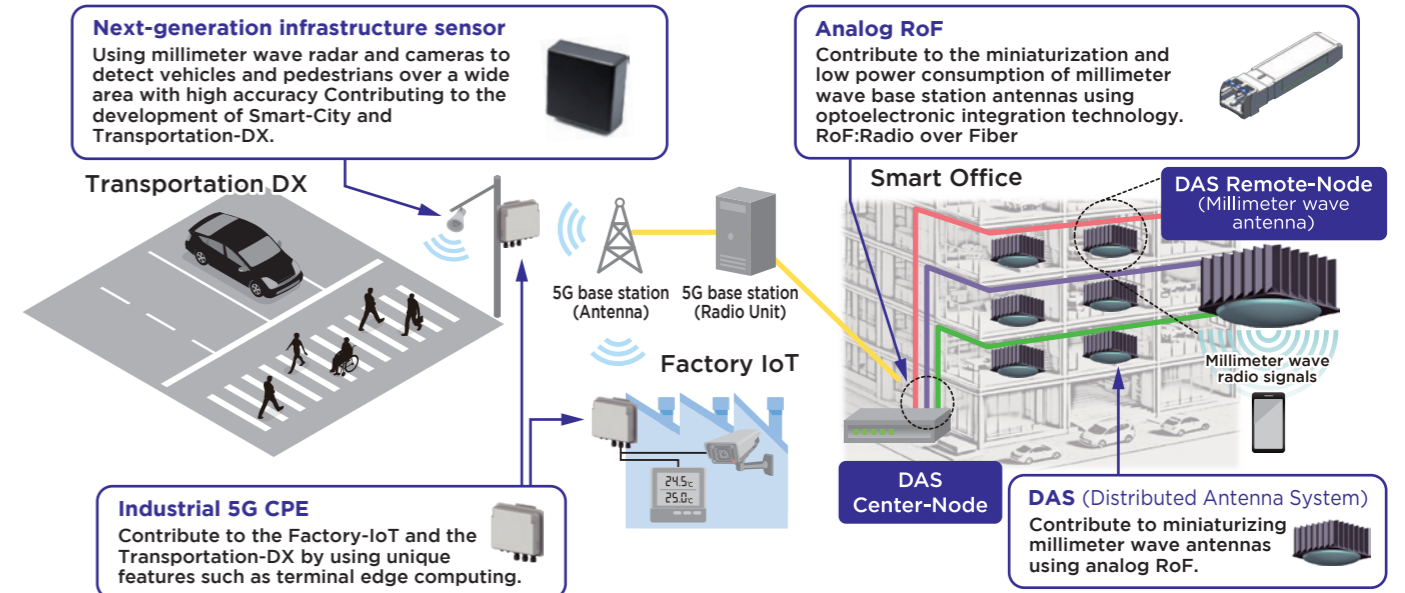 Next-generation infrastructure sensor
Using millimeter wave radar and cameras to
detect vehicles and pedestrians over a wide
area with high accuracy Contributing to the
development of Smart-City and
Transportation-DX.
Analog RoF
Contribute to the miniaturization and
low power consumption of millimeter
wave base station antennas using
optoelectronic integration technology.
RoF:Radio over Fiber
Transportation DX
Smart Office
DAS Remote-Node
(Millimeter wave
antenna)
5G base station
(Antenna)
5G base station
(Radio Unit)
Factory IoT
Millimeter wave
radio signals
24.5c
25.0c
DAS
Center-Node
Industrial 5G CPE
Contribute to the Factory-IoT and the
Transportation-DX by using unique
features such as terminal edge computing.
DAS (Distributed Antenna System)
Contribute to miniaturizing
millimeter wave antennas
using analog RoF.